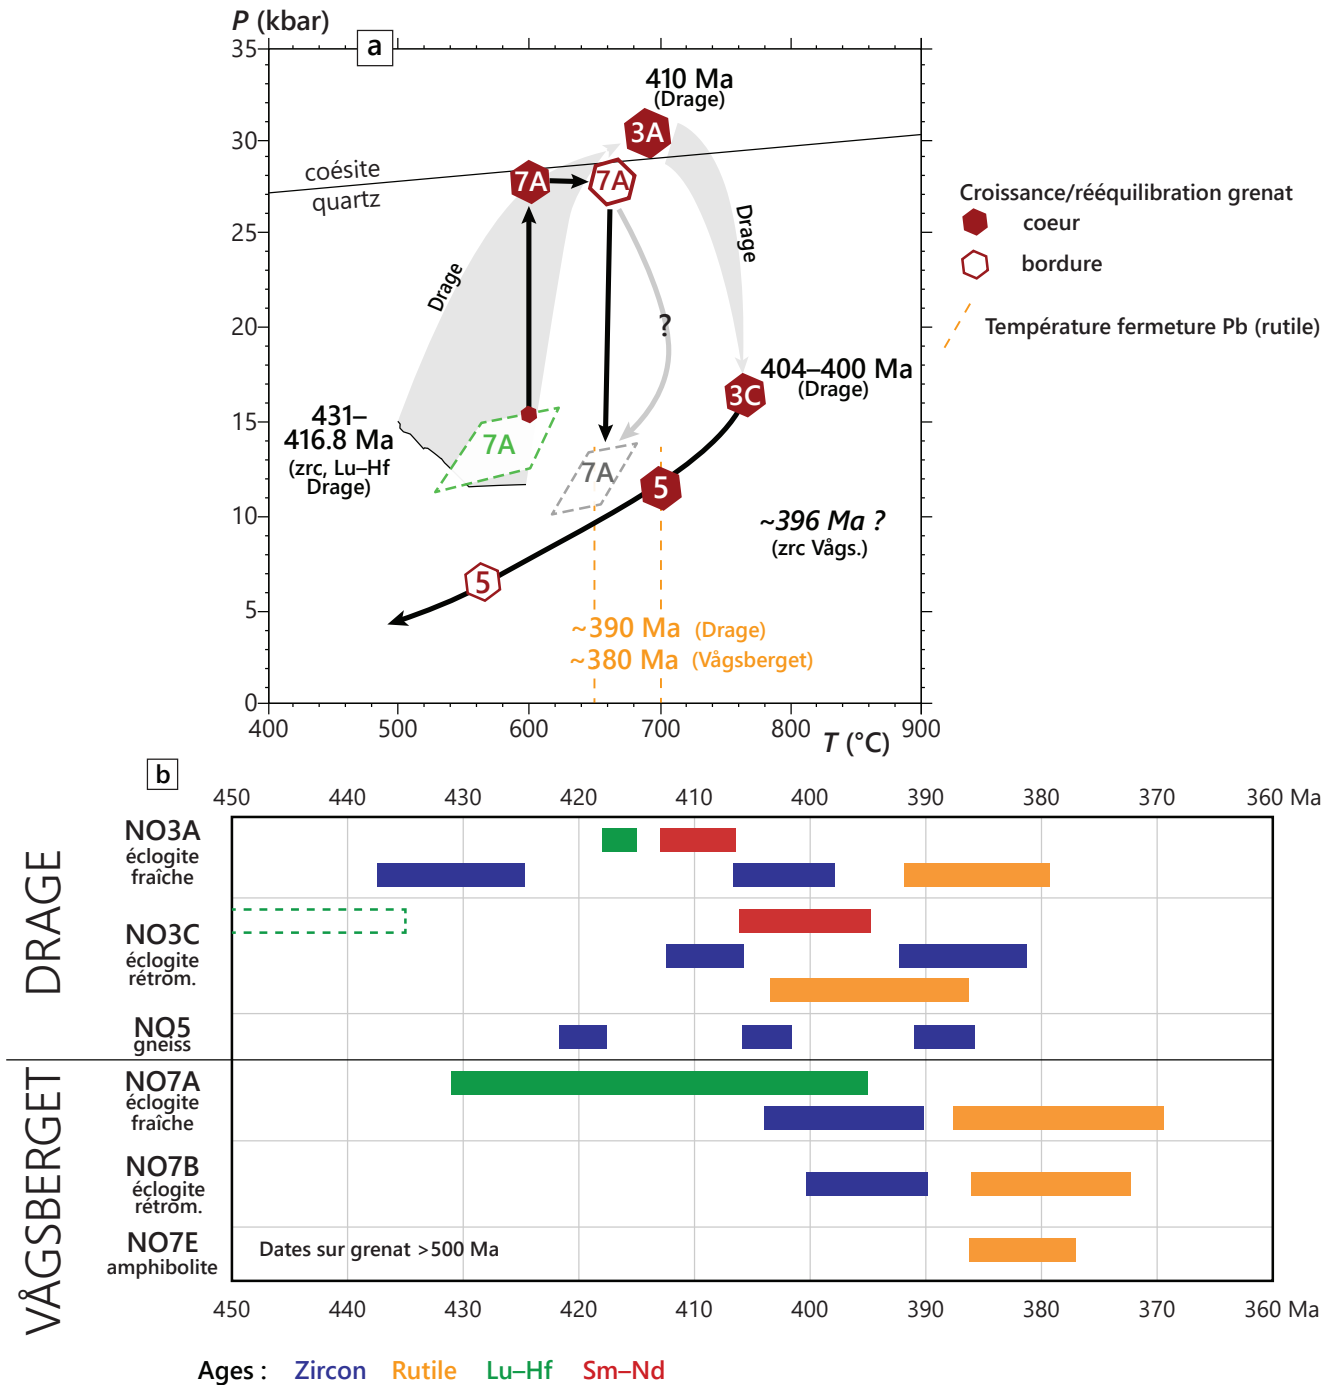 P (kbar)
a
35
30
25
20
15
10
5
0
400
500
600
700
800
900
T (°C)
410 Ma
(Drage)
3A
coésite
quartz
7A
7A
Drage
Drage
?
404–400 Ma
(Drage)
3C
431–
416.8 Ma
(zrc, Lu–Hf
Drage)
7A
7A
5
~396 Ma ?
(zrc Vågs.)
5
~390 Ma (Drage)
~380 Ma (Vågsberget)
Croissance/rééquilibration grenat
coeur
bordure
Température fermeture Pb (rutile)
b
450 440 430 420 410 400 390 380 370 360 Ma
DRAGE
NO3A
éclogite
fraîche
NO3C
éclogite
rétrom.
NO5
gneiss
VÅGSBERGET
NO7A
éclogite
fraîche
NO7B
éclogite
rétrom.
NO7E
amphibolite
Dates sur grenat >500 Ma
450 440 430 420 410 400 390 380 370 360 Ma
Ages : Zircon Rutile Lu–Hf Sm–Nd